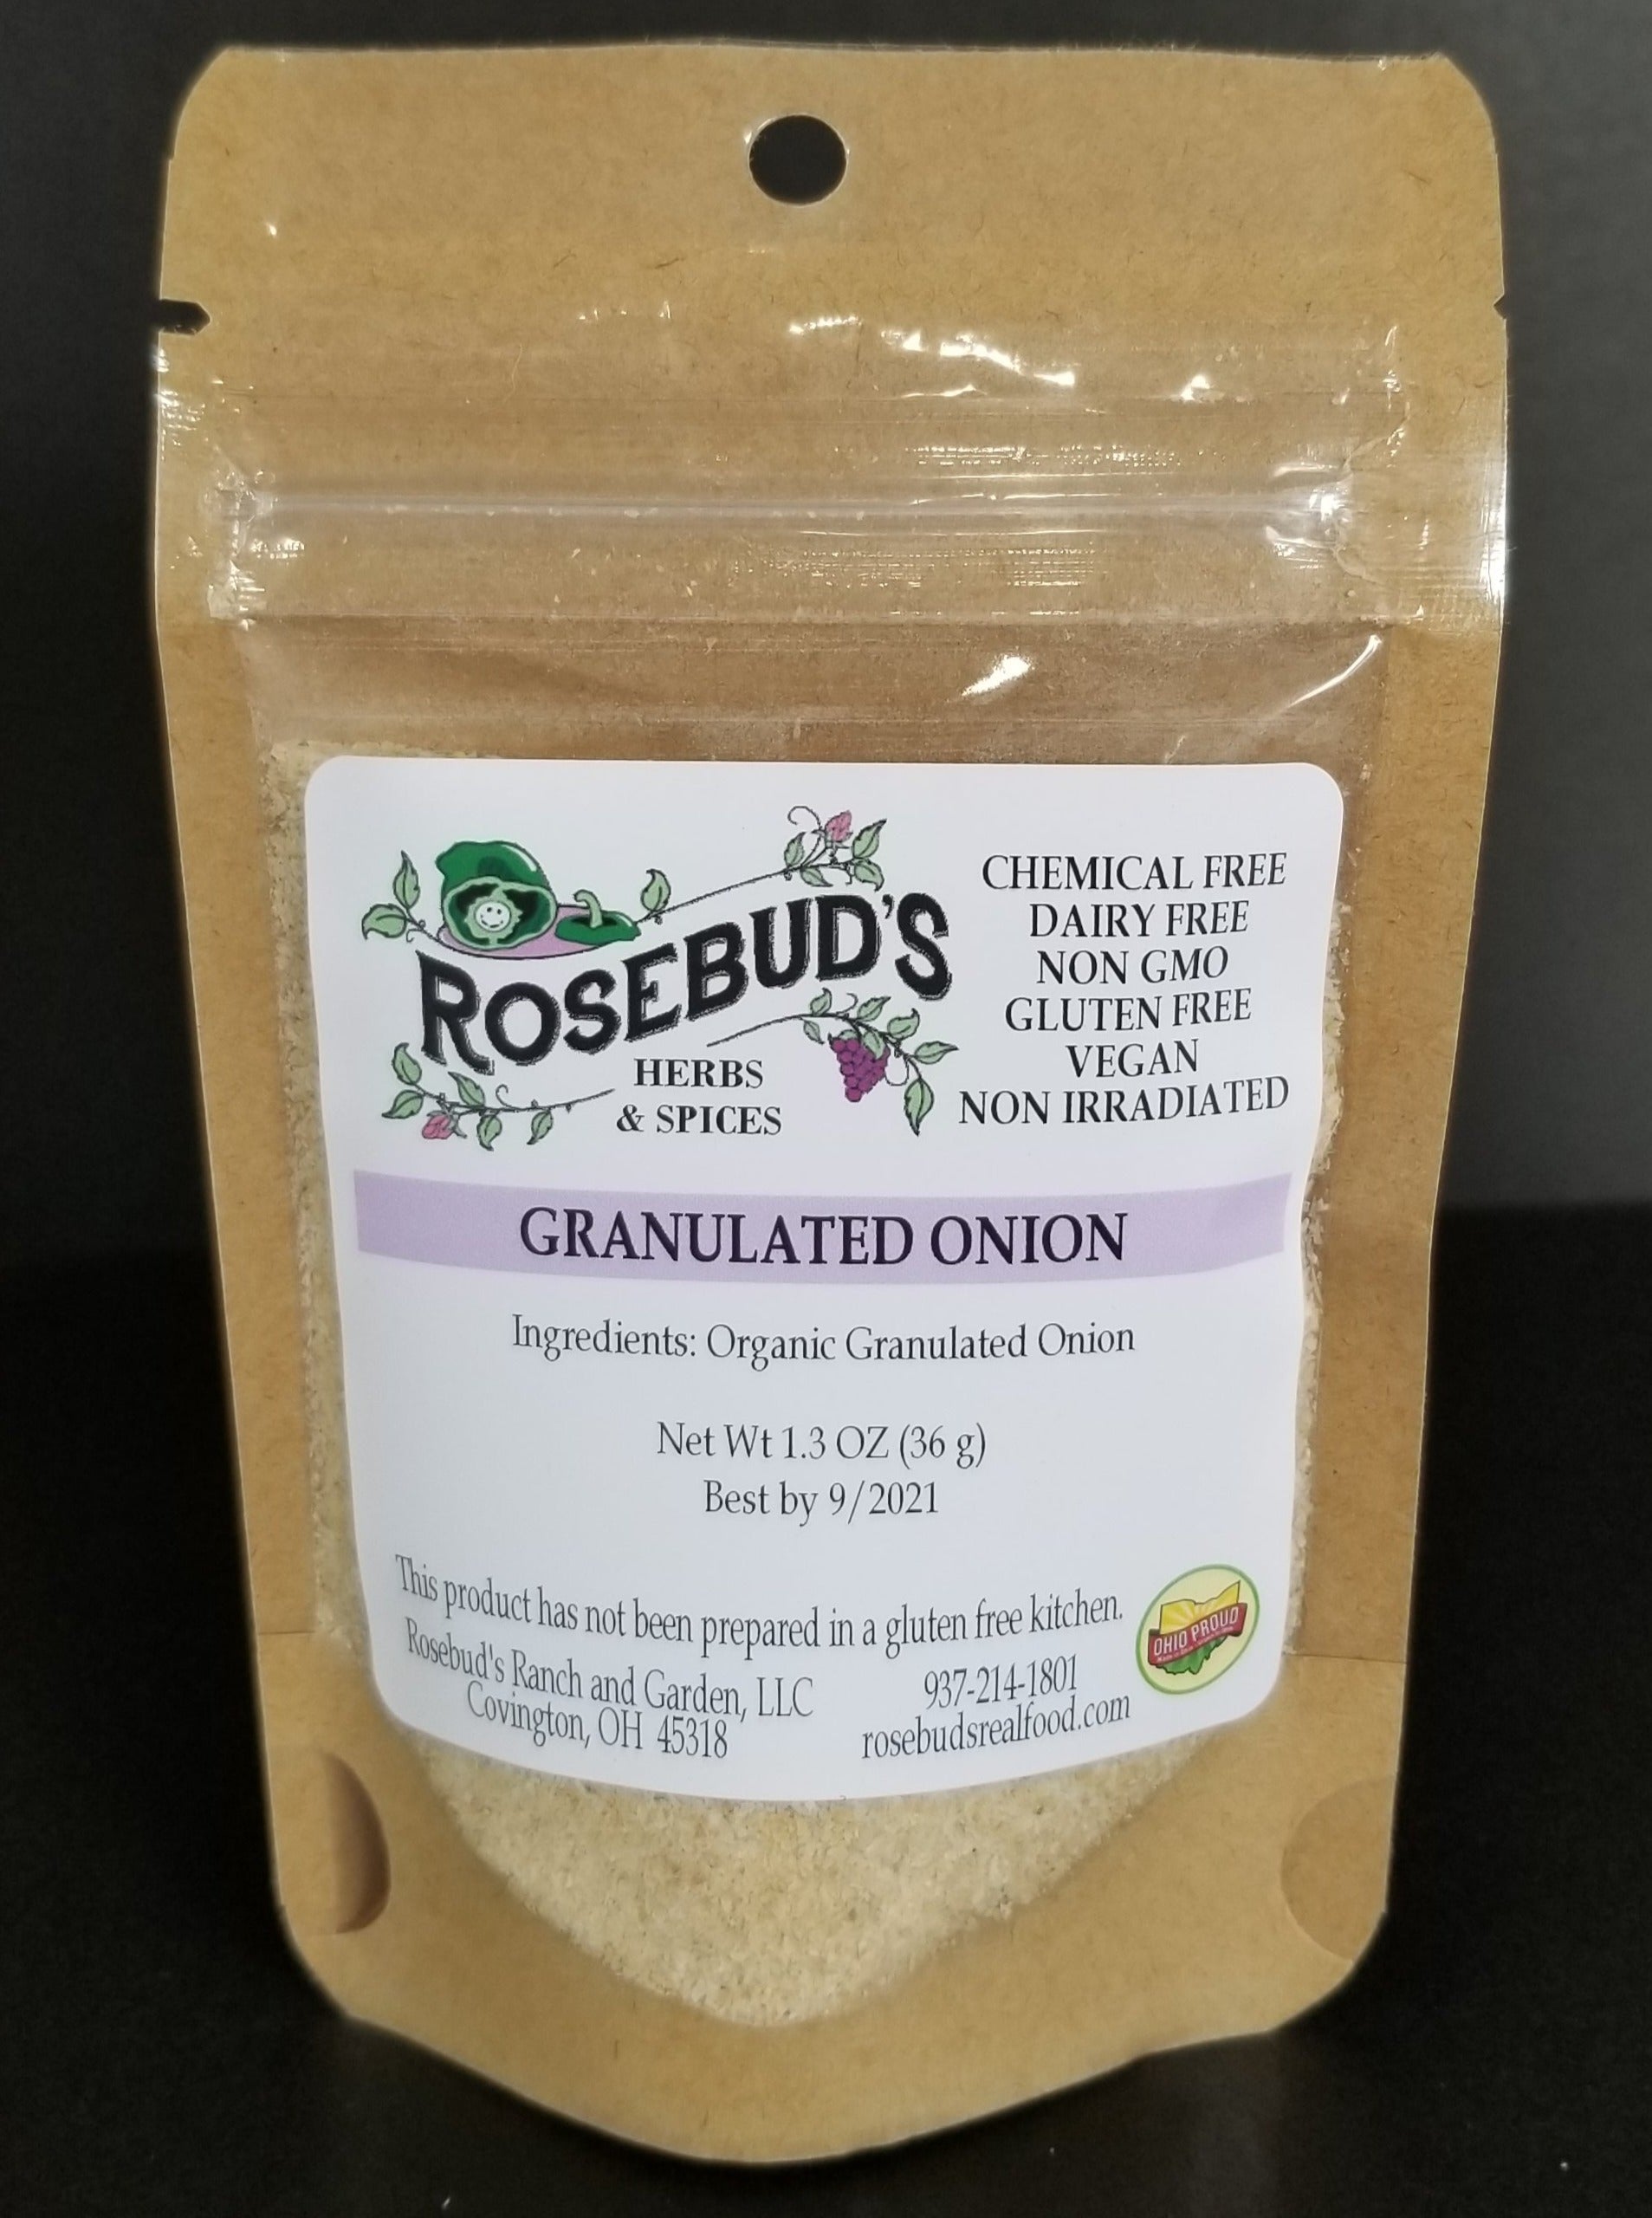 ROSEBUD'S
HERBS
& SPICES
CHEMICAL FREE
DAIRY FREE
NON GMO
GLUTEN FREE
VEGAN
NON IRRADIATED
GRANULATED ONION
Ingredients: Organic Granulated Onion
Net Wt 1.3 OZ (36 g)
Best by 9/2021
This product has not been prepared in a gluten free kitchen.
Rosebud's Ranch and Garden, LLC
Covington, OH 45318
937-214-1801
rosebudsrealfood.com
OHIO PROUD